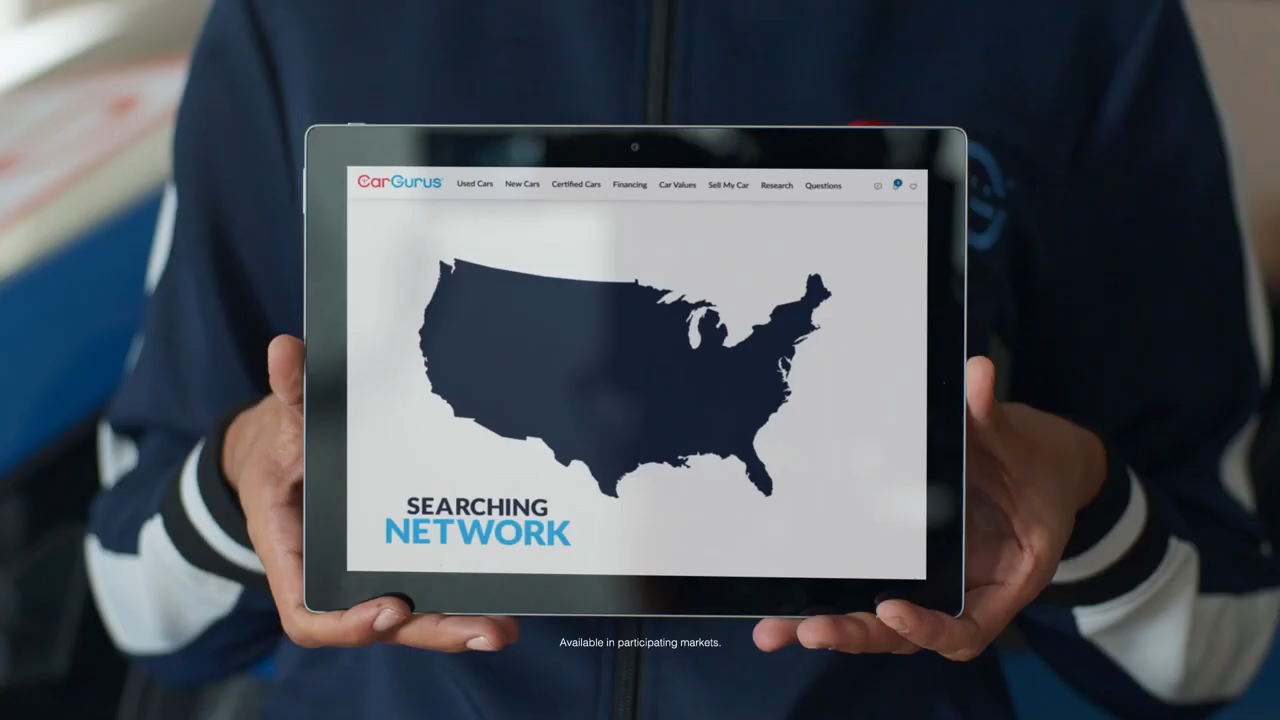 CarGurus Used Cars New Cars Certified Cars Financing Car Values Sell My Car Research Questions
SEARCHING
NETWORK
Available in participating markets.